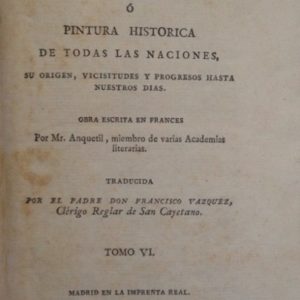 Ó
PINTURA HISTORICA
DE TODAS LAS NACIONES,
SU ORIGEN, VICISITUDES Y PROGRESOS HASTA
NUESTROS DIAS.
OBRA ESCRITA EN FRANCES
Por Mr. Anquetil, miembro de varias Academias
literarias.
TRADUCIDA
POR EL PADRE DON FRANCISCO VAZQUEZ,
Clérigo Reglar de San Cayetano.
TOMO VI.
MADRID EN LA IMPRENTA REAL.